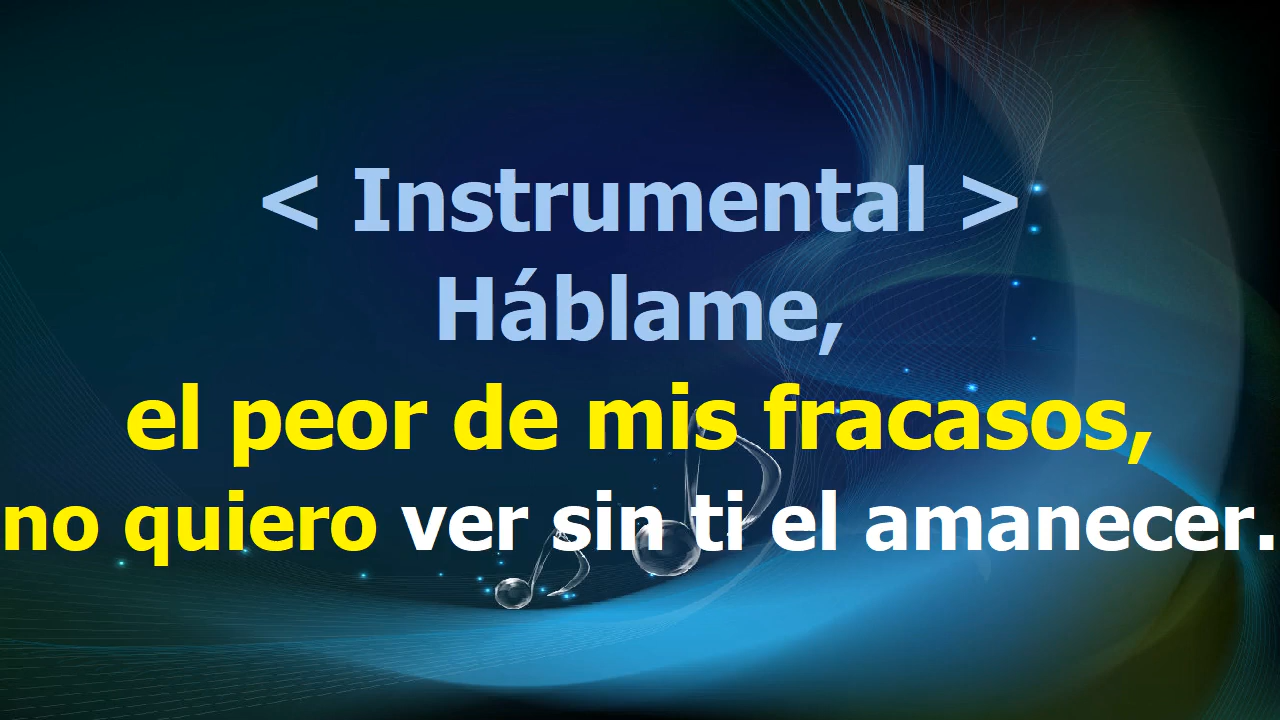 < Instrumental >
Háblame,
el peor de mis fracasos,
no quiero ver sin ti el amanecer.